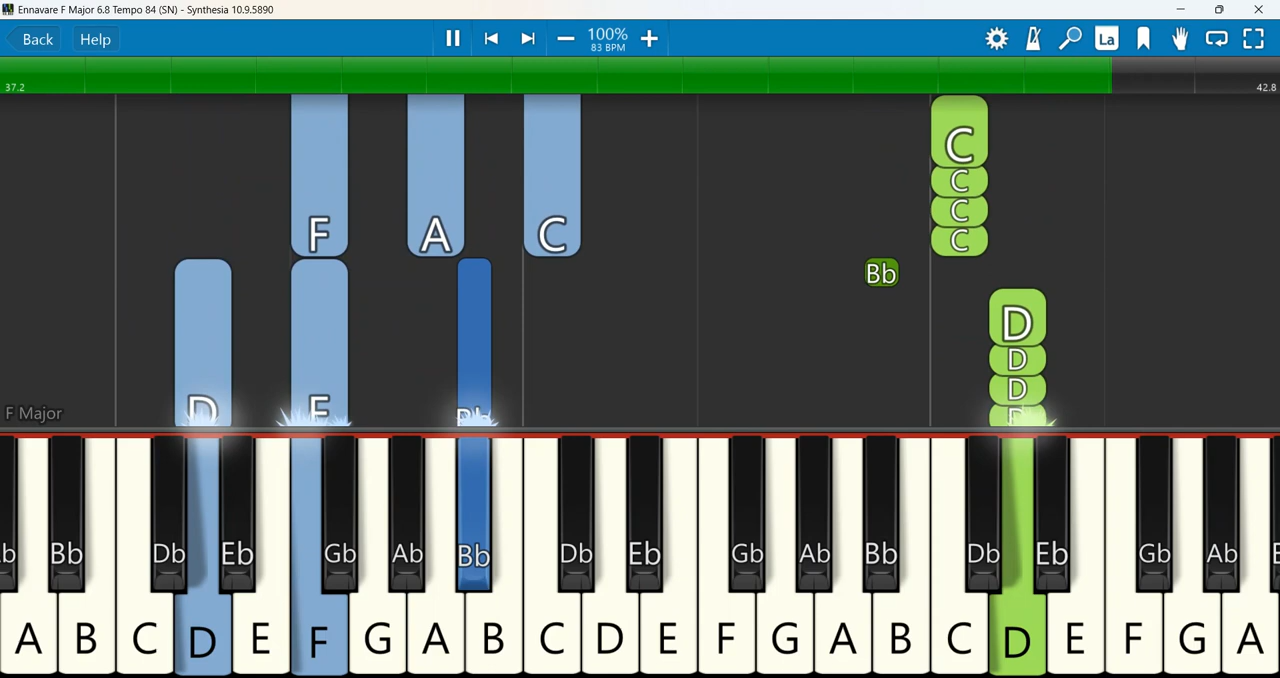 Ennavare F Major 6.8 Tempo 84 (SN) - Synthesia 10.9.5890
Back Help 100% La
83 BPM
37.2 42.8
C
C
C
F A C C
Bb
D
D
D
D F Bb D
F Major
Bb Db Eb Gb Ab Bb Db Eb Gb Ab Bb Db Eb Gb Ab
A B C D E F G A B C D E F G A B C D E F G A